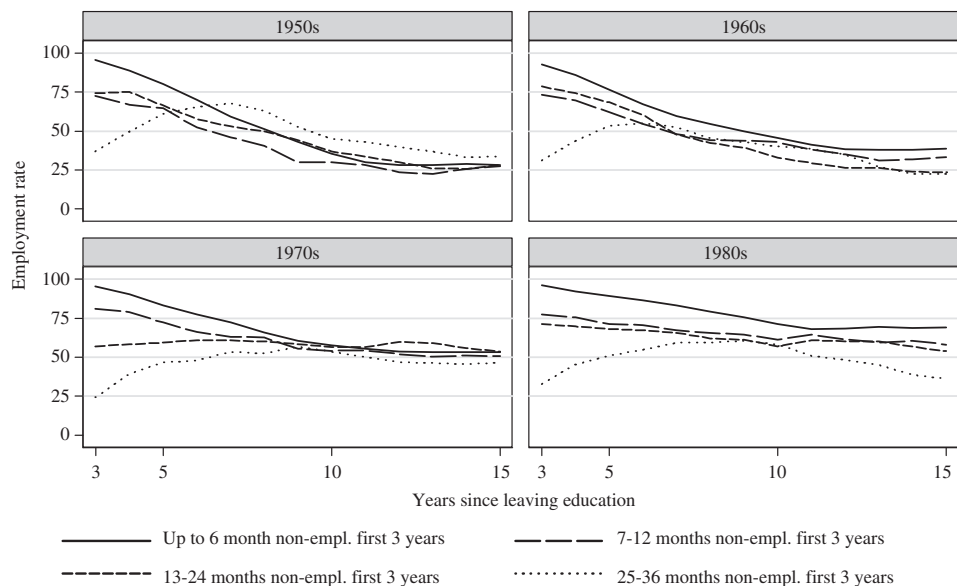 1950s
1960s
100
75
50
25
0
1970s
1980s
100
75
50
25
0
Employment rate
3 5 10 15 3 5 10 15
Years since leaving education
Up to 6 month non-empl. first 3 years
7-12 months non-empl. first 3 years
13-24 months non-empl. first 3 years
25-36 months non-empl. first 3 years